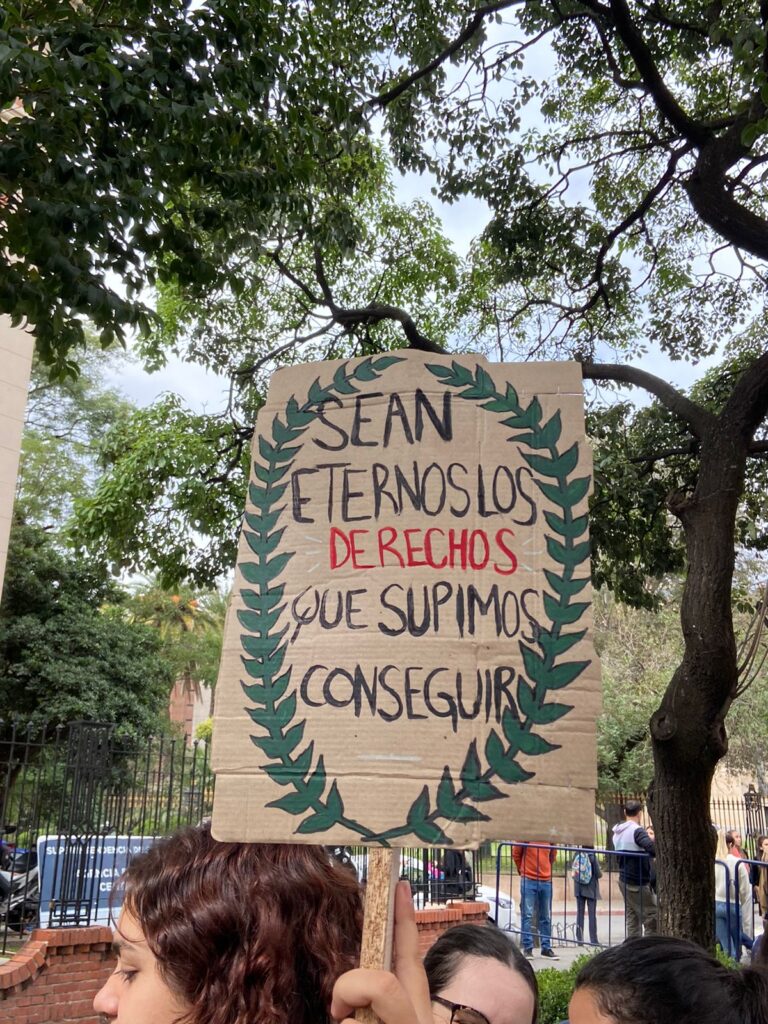 SEAN
ETERNOS LOS
DERECHOS
QUE SUPIMOS
CONSEGUIR